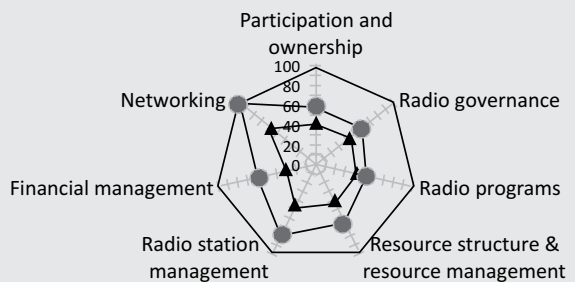 Participation and
ownership
100
80
60
40
20
0
Networking
Radio governance
Financial management
Radio programs
Radio station
management
Resource structure &
resource management